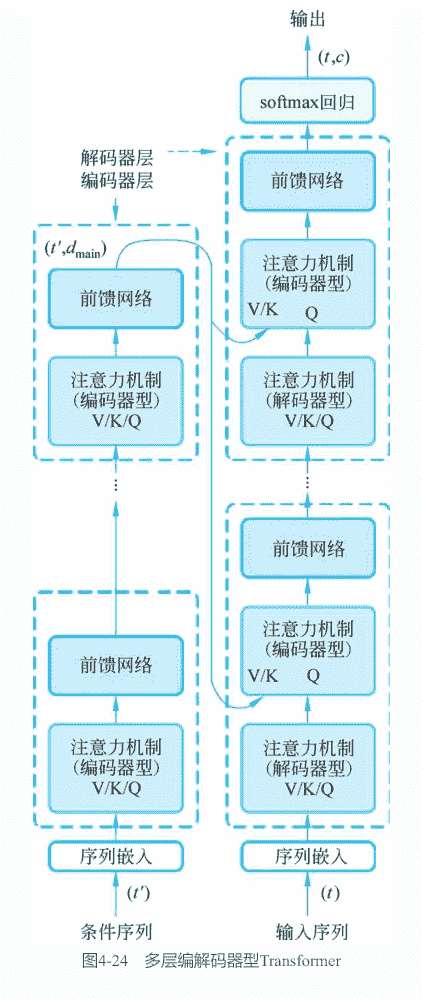 输出
(t,c)
softmax回归
解码器层
编码器层
前馈网络
注意力机制
(编码器型)
V/K Q
注意力机制
(解码器型)
V/K/Q
...
前馈网络
注意力机制
(编码器型)
V/K Q
注意力机制
(解码器型)
V/K/Q
序列嵌入
(t)
输入序列
(t′,dmain)
前馈网络
注意力机制
(编码器型)
V/K/Q
...
前馈网络
注意力机制
(编码器型)
V/K/Q
序列嵌入
(t′)
条件序列
图4-24 多层编解码器型Transformer